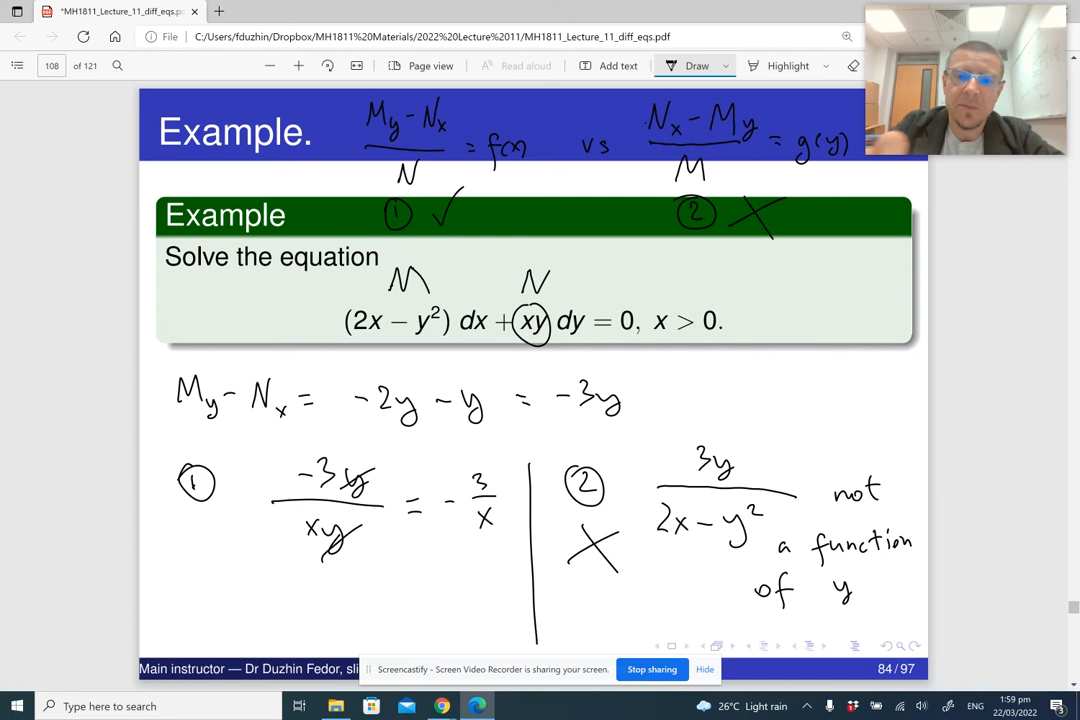 *MH1811_Lecture_11_diff_eqs.pdf
File
C:/Users/fduzhin/Dropbox/MH1811%20Materials/2022%20Lecture%2011/MH1811_Lecture_11_diff_eqs.pdf
108 of 121
Page view
Read aloud
Add text
Draw
Highlight
Example.
(My - Nx)/N = f(x) vs (Nx - My)/M = g(y)
① ✓ ② X
Example
Solve the equation
M N
(2x − y²) dx + xy dy = 0, x > 0.
My - Nx = -2y - y = -3y
① -3y/xy = - 3/x
② 3y/(2x - y²) not
X a function
of y
Main instructor — Dr Duzhin Fedor, sli
84/97
Screencastify - Screen Video Recorder is sharing your screen.
Stop sharing
Hide
Type here to search
26°C Light rain
ENG
1:59 pm
22/03/2022
3